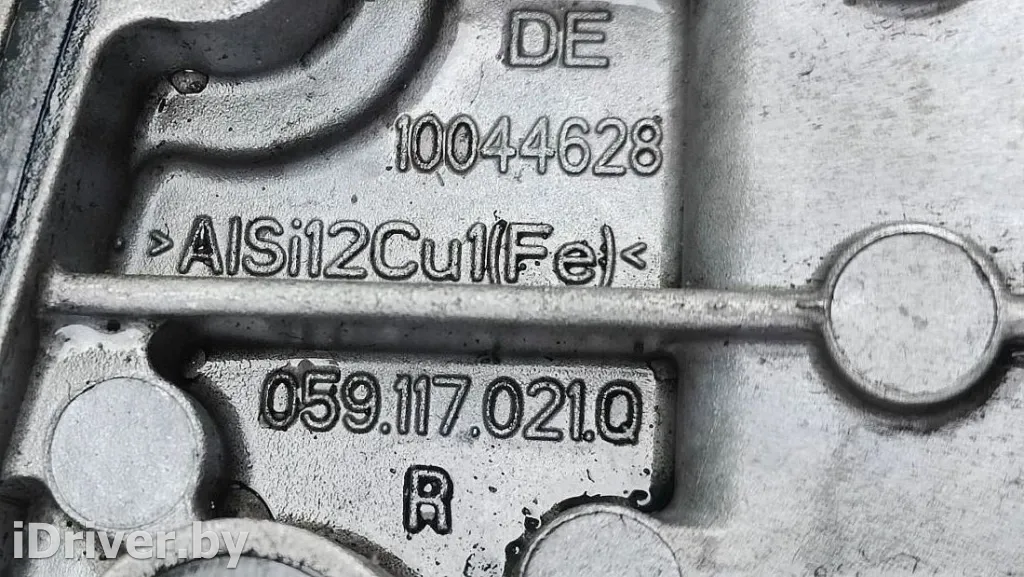 DE
10044628
>AlSi12Cu1(Fe)<
059.117.021.Q
R
iDriver.by